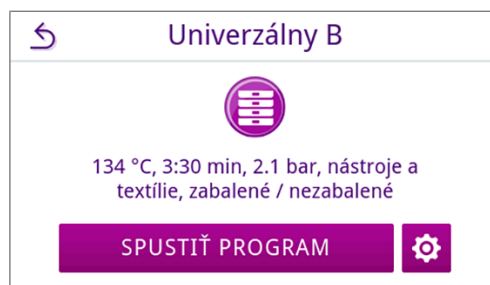 Univerzálny B
134 °C, 3:30 min, 2.1 bar, nástroje a
textílie, zabalené / nezabalené
SPUSTIŤ PROGRAM